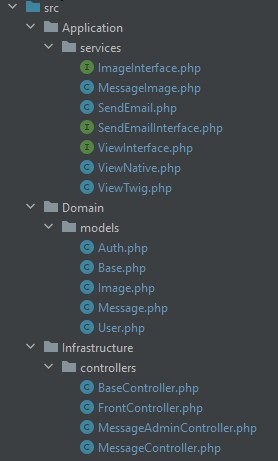 src
Application
services
ImageInterface.php
MessageImage.php
SendEmail.php
SendEmailInterface.php
ViewInterface.php
ViewNative.php
ViewTwig.php
Domain
models
Auth.php
Base.php
Image.php
Message.php
User.php
Infrastructure
controllers
BaseController.php
FrontController.php
MessageAdminController.php
MessageController.php